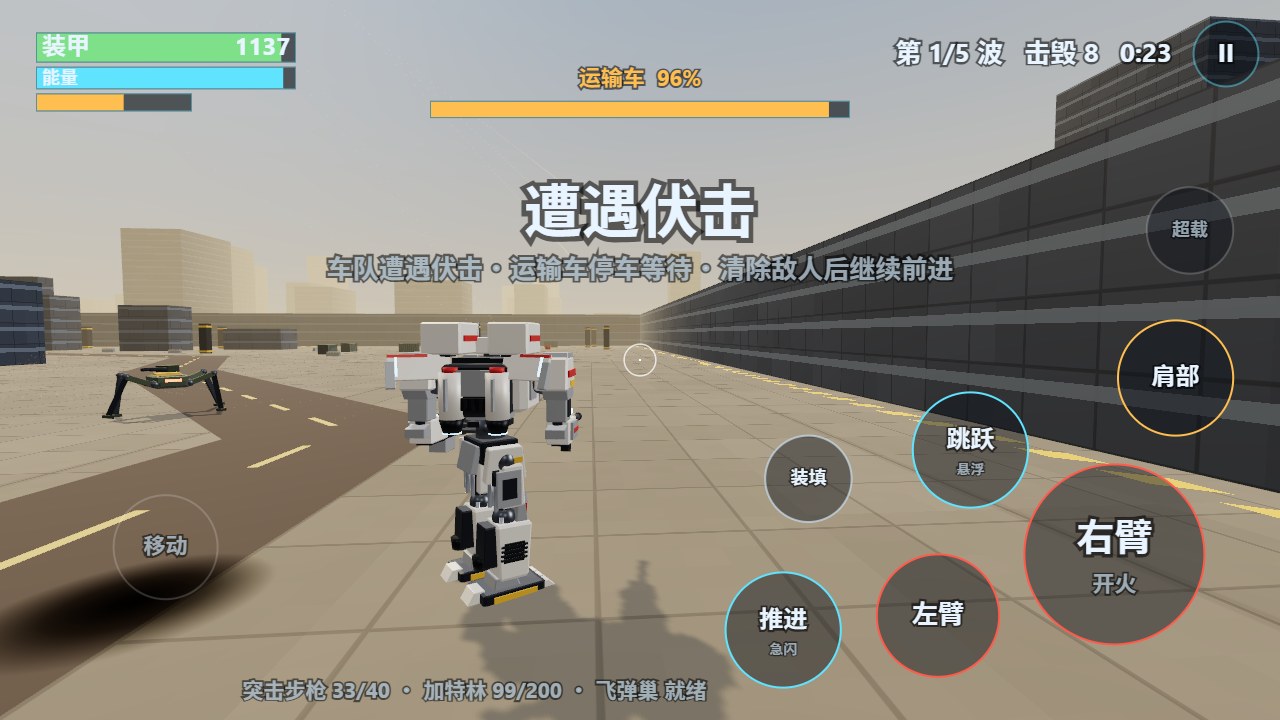 装甲 1137
能量
运输车 96%
第 1/5 波 击毁 8 0:23
遭遇伏击
车队遭遇伏击·运输车停车等待·清除敌人后继续前进
超载
肩部
跳跃
悬浮
装填
右臂
开火
移动
推进
急闪
左臂
突击步枪 33/40 · 加特林 99/200 · 飞弹巢 就绪